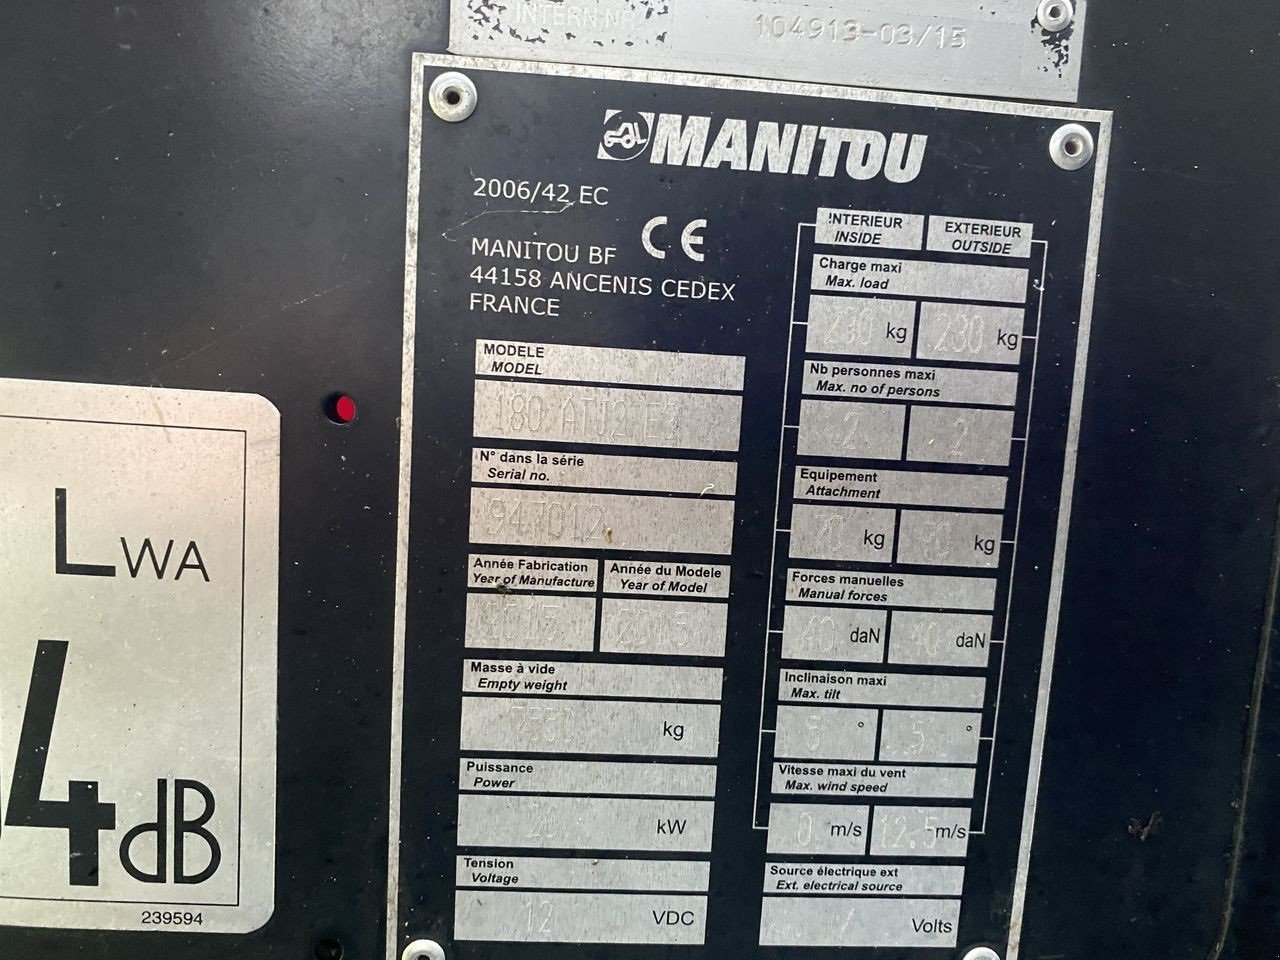 INTERN.NR.
104913-03/15
MANITOU
2006/42 EC
CE
MANITOU BF
44158 ANCENIS CEDEX
FRANCE
MODELE
MODEL
180 ATJ2 E3
N° dans la série
Serial no.
947012
Année Fabrication
Year of Manufacture
Année du Modele
Year of Model
2015
2015
Masse à vide
Empty weight
kg
Puissance
Power
20 kW
Tension
Voltage
12 VDC
INTERIEUR
INSIDE
EXTERIEUR
OUTSIDE
Charge maxi
Max. load
230 kg
230 kg
Nb personnes maxi
Max. no of persons
2
2
Equipement
Attachment
kg
kg
Forces manuelles
Manual forces
40 daN
40 daN
Inclinaison maxi
Max. tilt
5 °
5 °
Vitesse maxi du vent
Max. wind speed
0 m/s
12.5 m/s
Source électrique ext
Ext. electrical source
/ Volts
LWA
4 dB
239594